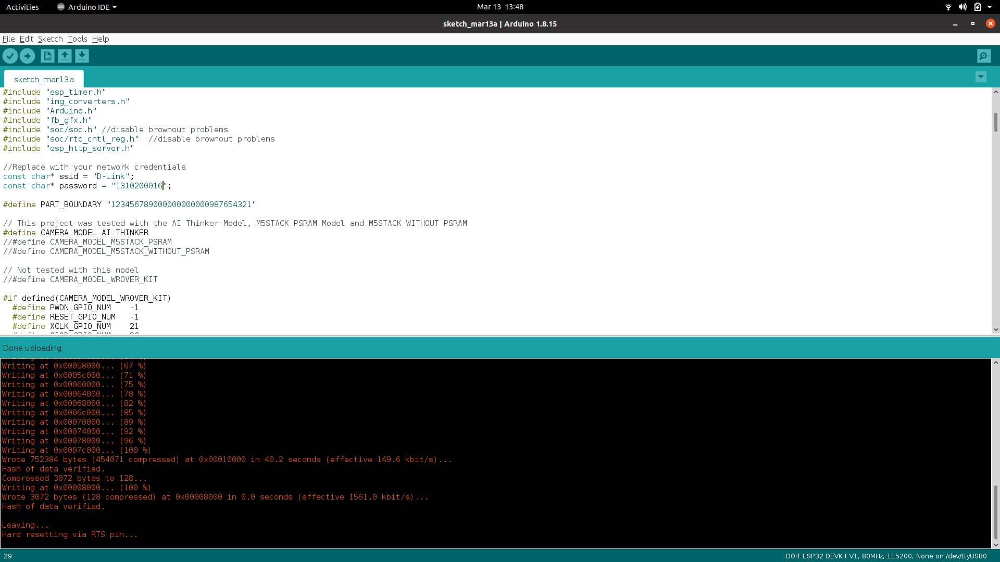 Activities Arduino IDE Mar 13 13:48
sketch_mar13a | Arduino 1.8.15
File Edit Sketch Tools Help
sketch_mar13a
#include "esp_timer.h"
#include "img_converters.h"
#include "Arduino.h"
#include "fb_gfx.h"
#include "soc/soc.h" //disable brownout problems
#include "soc/rtc_cntl_reg.h"  //disable brownout problems
#include "esp_http_server.h"
//Replace with your network credentials
const char* ssid = "D-Link";
const char* password = "1310200016";
#define PART_BOUNDARY "123456789000000000000987654321"
// This project was tested with the AI Thinker Model, M5STACK PSRAM Model and M5STACK WITHOUT PSRAM
#define CAMERA_MODEL_AI_THINKER
//#define CAMERA_MODEL_M5STACK_PSRAM
//#define CAMERA_MODEL_M5STACK_WITHOUT_PSRAM
// Not tested with this model
//#define CAMERA_MODEL_WROVER_KIT
#if defined(CAMERA_MODEL_WROVER_KIT)
  #define PWDN_GPIO_NUM    -1
  #define RESET_GPIO_NUM   -1
  #define XCLK_GPIO_NUM    21
Done uploading.
Writing at 0x00058000... (67 %)
Writing at 0x0005c000... (71 %)
Writing at 0x00060000... (75 %)
Writing at 0x00064000... (78 %)
Writing at 0x00068000... (82 %)
Writing at 0x0006c000... (85 %)
Writing at 0x00070000... (89 %)
Writing at 0x00074000... (92 %)
Writing at 0x00078000... (96 %)
Writing at 0x0007c000... (100 %)
Wrote 752384 bytes (454071 compressed) at 0x00010000 in 40.2 seconds (effective 149.6 kbit/s)...
Hash of data verified.
Compressed 3072 bytes to 128...
Writing at 0x00008000... (100 %)
Wrote 3072 bytes (128 compressed) at 0x00008000 in 0.0 seconds (effective 1561.0 kbit/s)...
Hash of data verified.
Leaving...
Hard resetting via RTS pin...
29 DOIT ESP32 DEVKIT V1, 80MHz, 115200, None on /dev/ttyUSB0